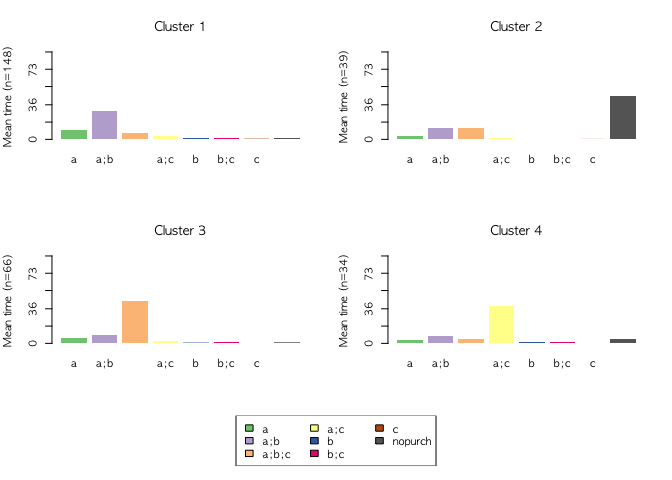 Cluster 1
Mean time (n=148)
0 36 73
a a;b a;c b b;c c
Cluster 2
Mean time (n=39)
0 36 73
a a;b a;c b b;c c
Cluster 3
Mean time (n=66)
0 36 73
a a;b a;c b b;c c
Cluster 4
Mean time (n=34)
0 36 73
a a;b a;c b b;c c
a a;c c
a;b b nopurch
a;b;c b;c